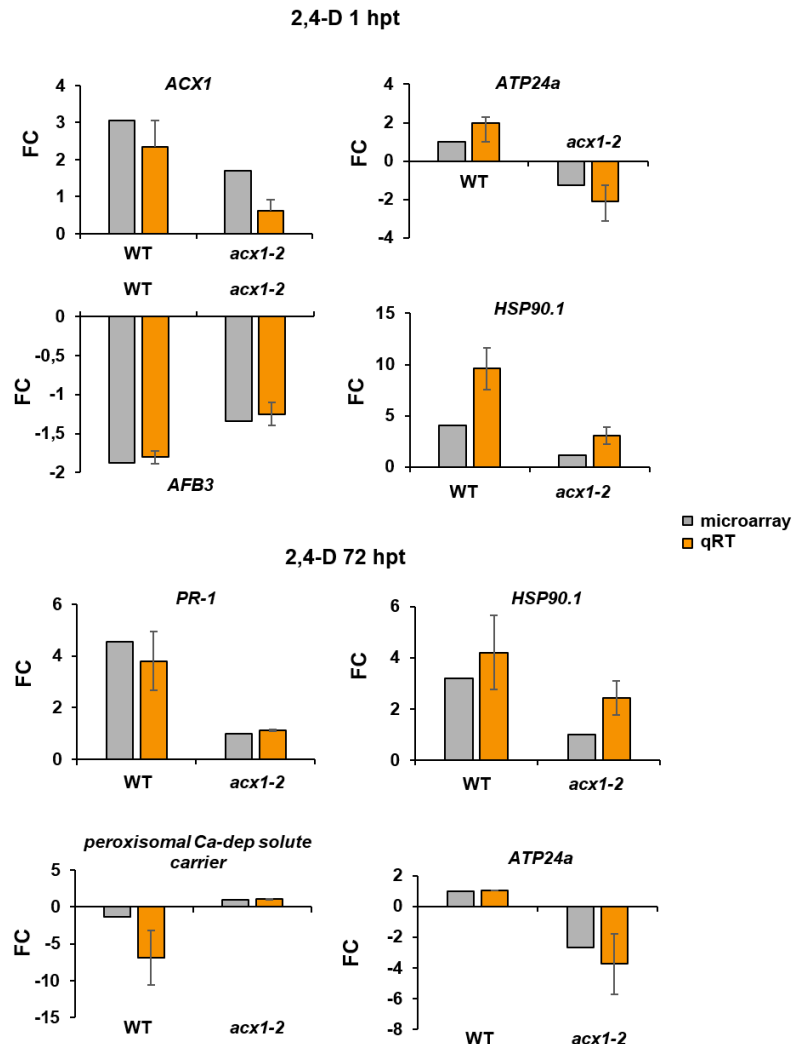 2,4-D 1 hpt
ACX1
4
3
2
1
0
FC
WT
acx1-2
ATP24a
4
2
0
-2
-4
FC
WT
acx1-2
WT
acx1-2
0
-0,5
-1
-1,5
-2
FC
AFB3
HSP90.1
15
10
5
0
FC
WT
acx1-2
microarray
qRT
2,4-D 72 hpt
PR-1
6
4
2
0
FC
WT
acx1-2
HSP90.1
6
4
2
0
FC
WT
acx1-2
peroxisomal Ca-dep solute
carrier
5
0
-5
-10
-15
FC
WT
acx1-2
ATP24a
2
0
-2
-4
-6
-8
FC
WT
acx1-2